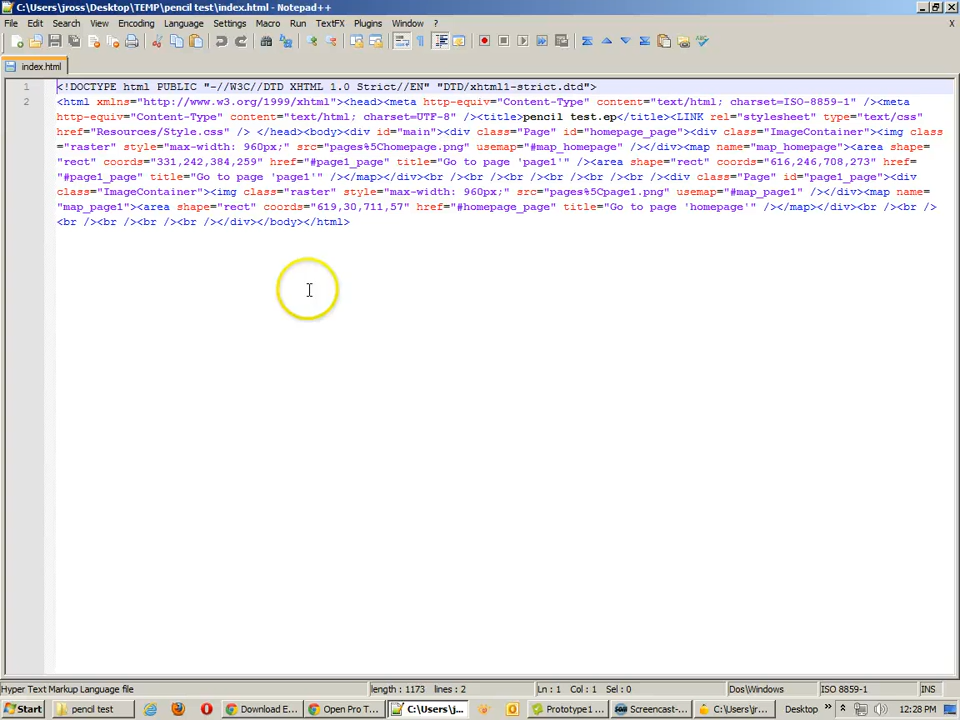 C:\Users\jross\Desktop\TEMP\pencil test\index.html - Notepad++
File Edit Search View Encoding Language Settings Macro Run TextFX Plugins Window ? X
index.html
1 <!DOCTYPE html PUBLIC "-//W3C//DTD XHTML 1.0 Strict//EN" "DTD/xhtml1-strict.dtd">
2 <html xmlns="http://www.w3.org/1999/xhtml"><head><meta http-equiv="Content-Type" content="text/html; charset=ISO-8859-1" /><meta
http-equiv="Content-Type" content="text/html; charset=UTF-8" /><title>pencil test.ep</title><LINK rel="stylesheet" type="text/css"
href="Resources/Style.css" /> </head><body><div id="main"><div class="Page" id="homepage_page"><div class="ImageContainer"><img class
="raster" style="max-width: 960px;" src="pages%5Chomepage.png" usemap="#map_homepage" /></div><map name="map_homepage"><area shape=
"rect" coords="331,242,384,259" href="#page1_page" title="Go to page 'page1'" /><area shape="rect" coords="616,246,708,273" href=
"#page1_page" title="Go to page 'page1'" /></map></div><br /><br /><br /><br /><br /><br /><div class="Page" id="page1_page"><div
class="ImageContainer"><img class="raster" style="max-width: 960px;" src="pages%5Cpage1.png" usemap="#map_page1" /></div><map name=
"map_page1"><area shape="rect" coords="619,30,711,57" href="#homepage_page" title="Go to page 'homepage'" /></map></div><br /><br />
<br /><br /><br /><br /></div></body></html>
Hyper Text Markup Language file length : 1173 lines : 2 Ln : 1 Col : 1 Sel : 0 Dos\Windows ISO 8859-1 INS
Start pencil test Download E... Open Pro T... C:\Users\j... Prototype1 ... Screencast-... C:\Users\jr... Desktop 12:28 PM